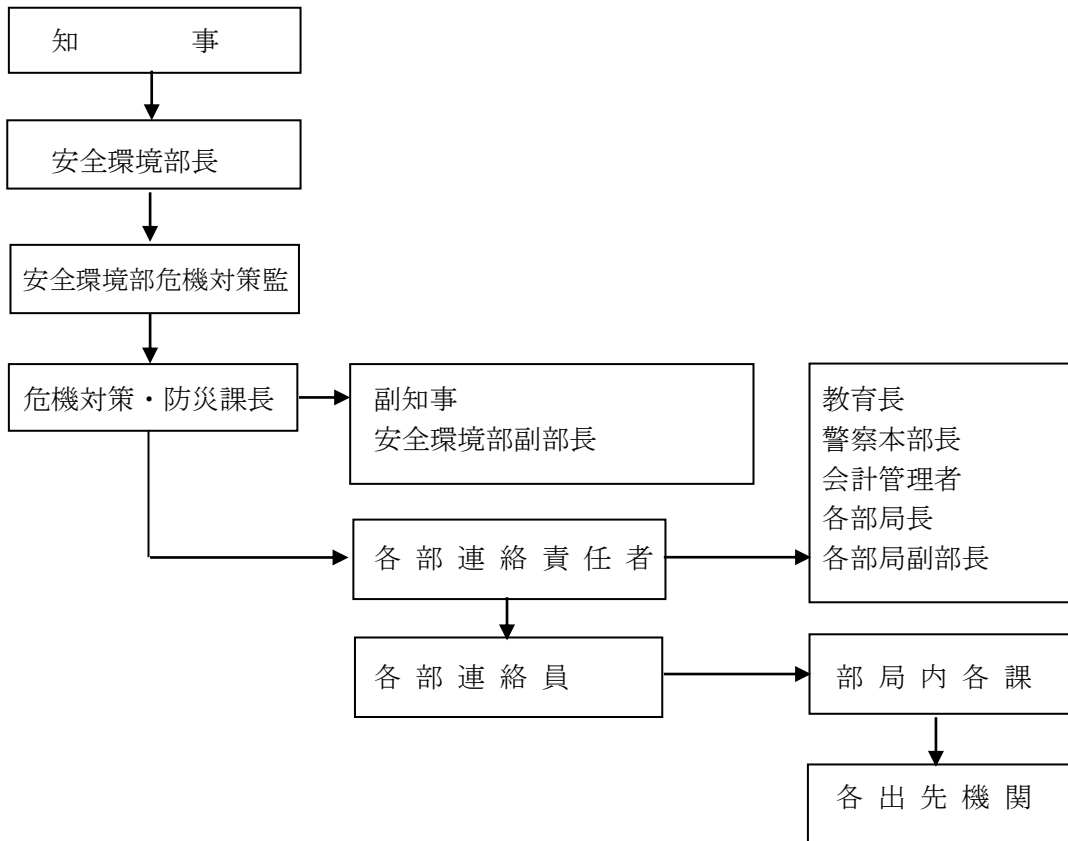 知　　　　事
安全環境部長
安全環境部危機対策監
危機対策・防災課長
副知事
安全環境部副部長
教育長
警察本部長
会計管理者
各部局長
各部局副部長
各 部 連 絡 責 任 者
各 部 連 絡 員
部 局 内 各 課
各 出 先 機 関